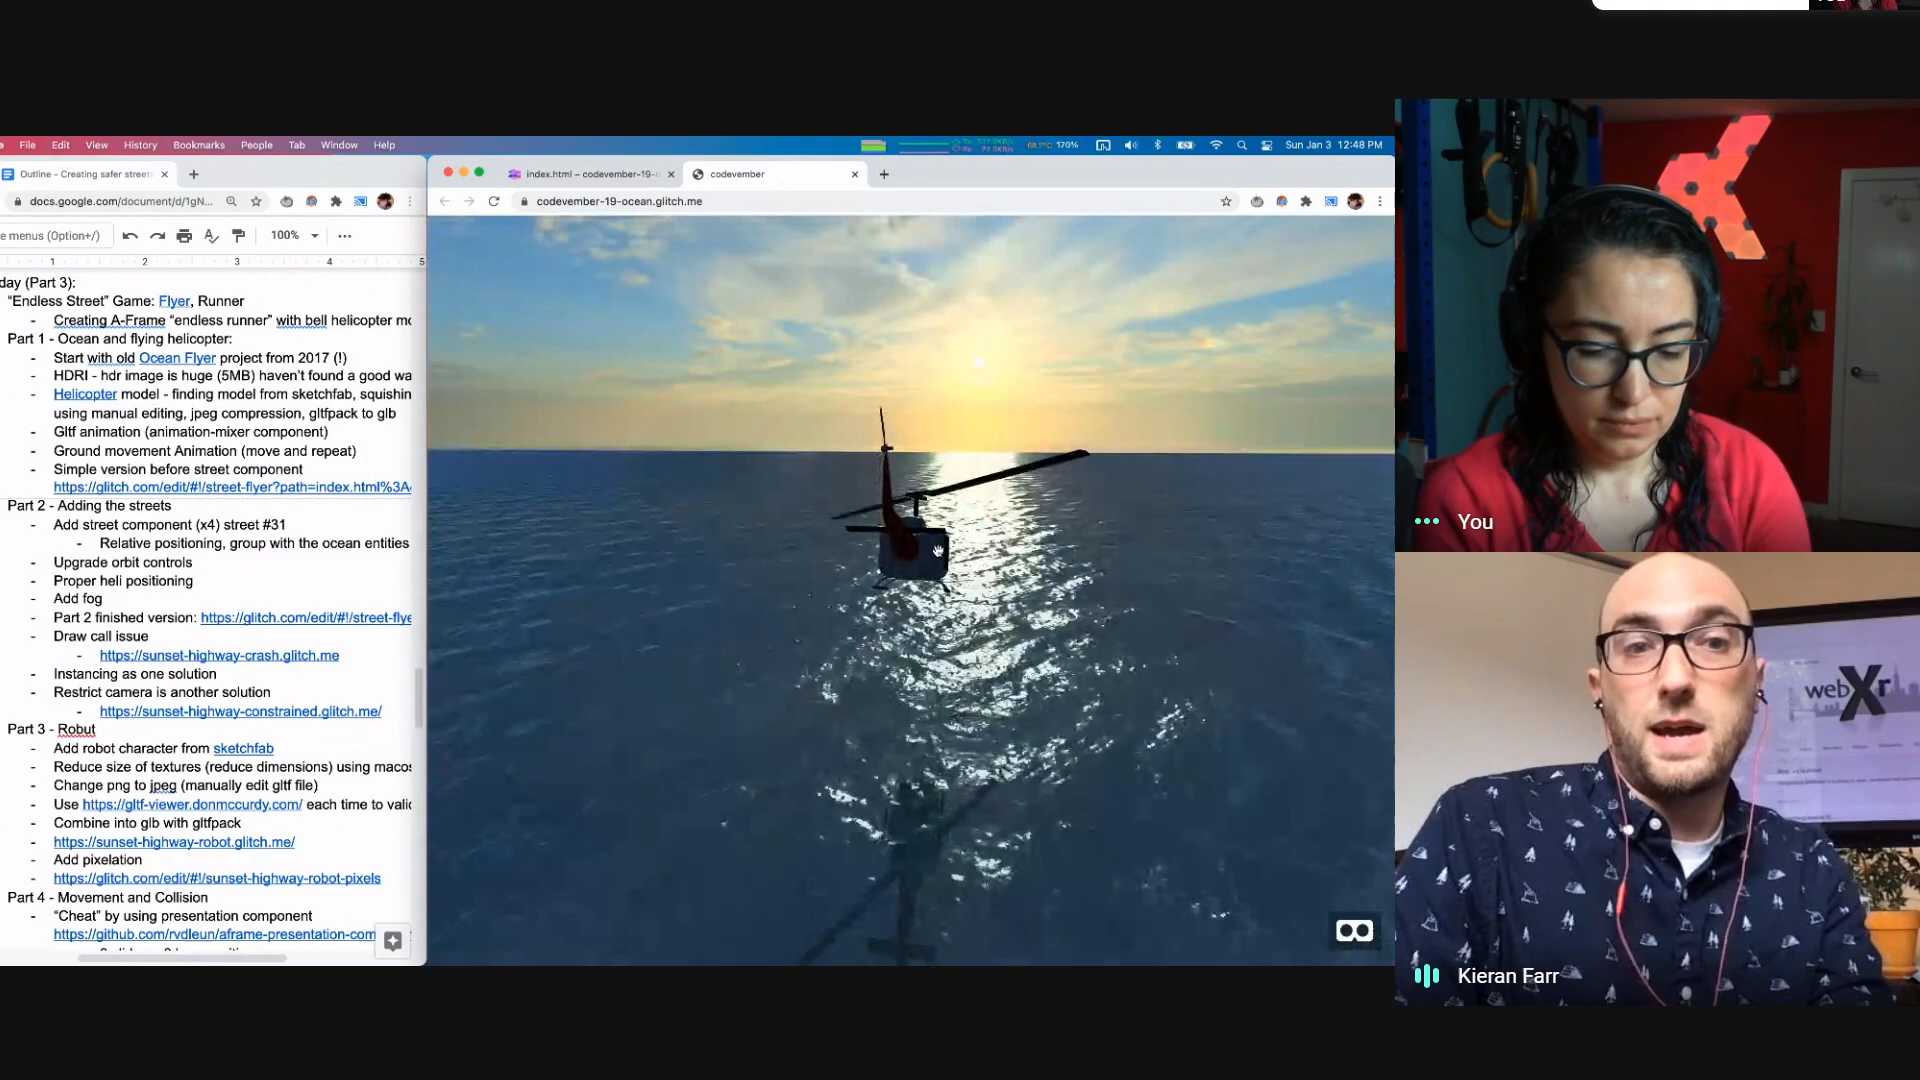 File Edit View History Bookmarks People Tab Window Help
170% Sun Jan 3 12:48 PM
Outline - Creating safer streets
index.html – codevember-19-o
codevember
docs.google.com/document/d/1gN...
codevember-19-ocean.glitch.me
e menus (Option+/)
100%
1 2 3 4 5
day (Part 3):
“Endless Street” Game: Flyer, Runner
- Creating A-Frame “endless runner” with bell helicopter mo
Part 1 - Ocean and flying helicopter:
- Start with old Ocean Flyer project from 2017 (!)
- HDRI - hdr image is huge (5MB) haven’t found a good wa
- Helicopter model - finding model from sketchfab, squishin
using manual editing, jpeg compression, gltfpack to glb
- Gltf animation (animation-mixer component)
- Ground movement Animation (move and repeat)
- Simple version before street component
https://glitch.com/edit/#!/street-flyer?path=index.html%3A
Part 2 - Adding the streets
- Add street component (x4) street #31
- Relative positioning, group with the ocean entities
- Upgrade orbit controls
- Proper heli positioning
- Add fog
- Part 2 finished version: https://glitch.com/edit/#!/street-flye
- Draw call issue
- https://sunset-highway-crash.glitch.me
- Instancing as one solution
- Restrict camera is another solution
- https://sunset-highway-constrained.glitch.me/
Part 3 - Robut
- Add robot character from sketchfab
- Reduce size of textures (reduce dimensions) using macos
- Change png to jpeg (manually edit gltf file)
- Use https://gltf-viewer.donmccurdy.com/ each time to valid
- Combine into glb with gltfpack
- https://sunset-highway-robot.glitch.me/
- Add pixelation
- https://glitch.com/edit/#!/sunset-highway-robot-pixels
Part 4 - Movement and Collision
- “Cheat” by using presentation component
https://github.com/rvdleun/aframe-presentation-com
You
webXr
Kieran Farr